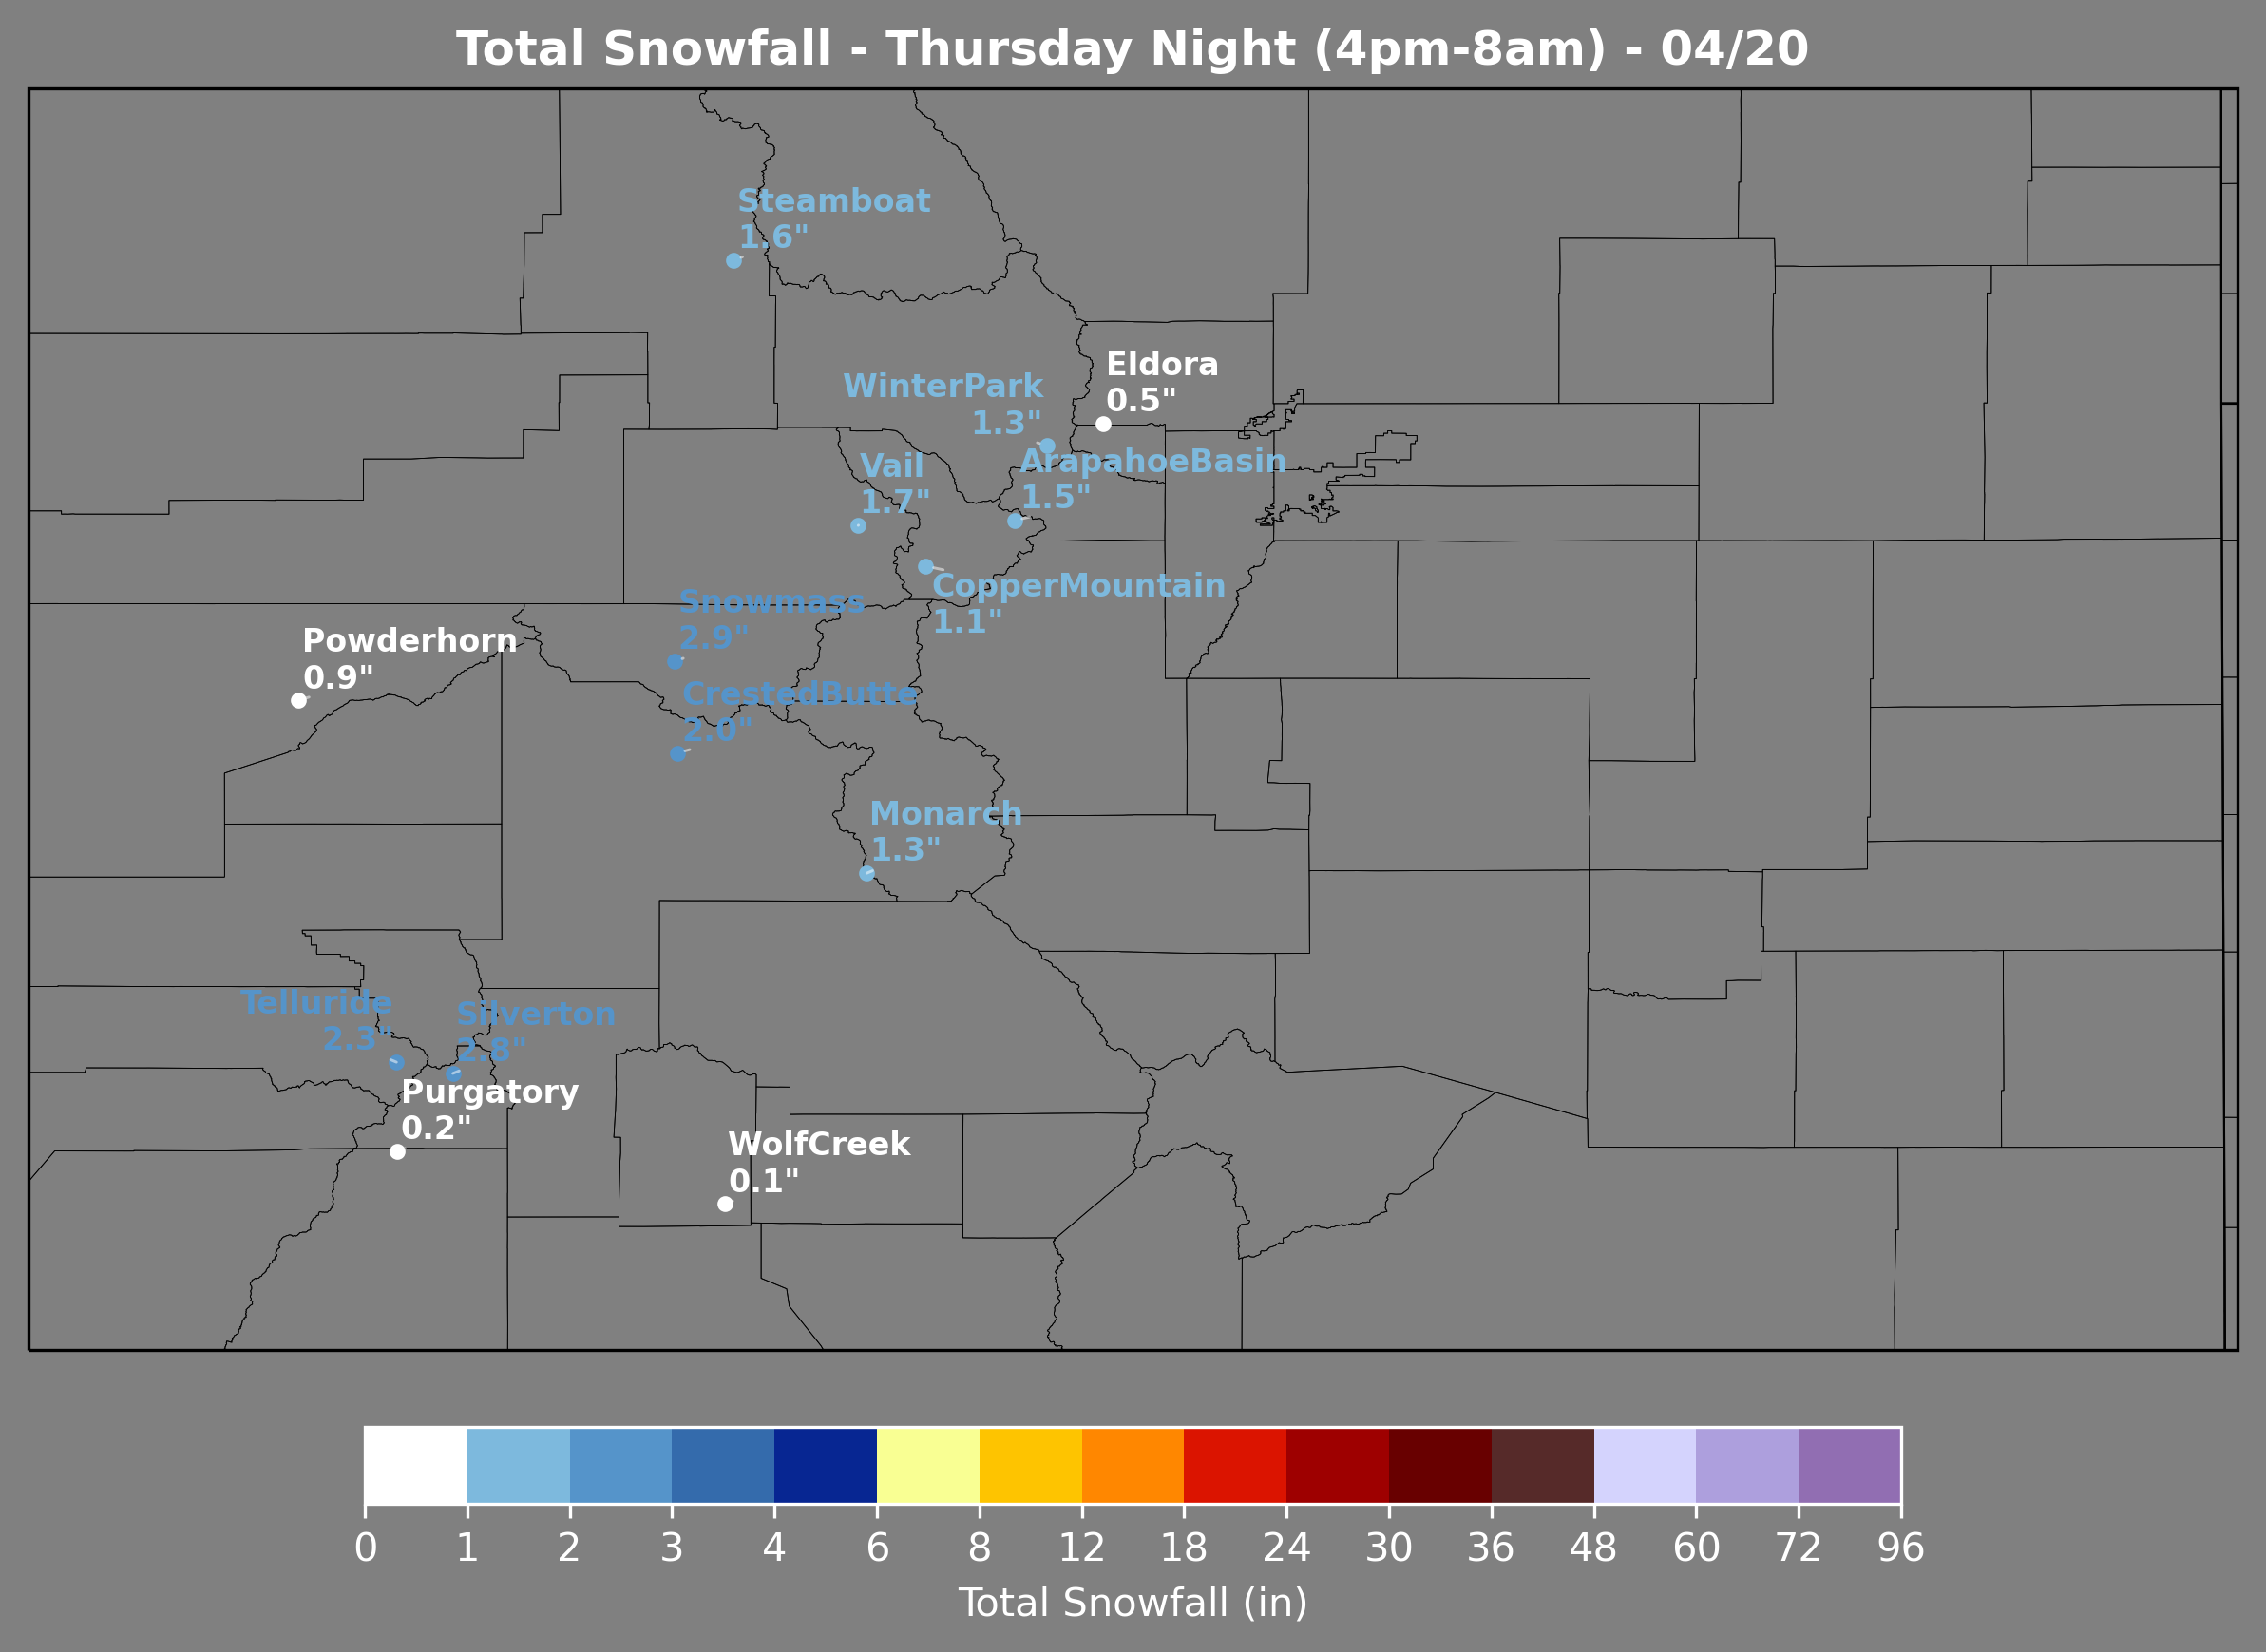 Total Snowfall - Thursday Night (4pm-8am) - 04/20
Steamboat
1.6"
Eldora
0.5"
WinterPark
1.3"
Vail
1.7"
ArapahoeBasin
1.5"
CopperMountain
1.1"
Snowmass
2.9"
Powderhorn
0.9"
CrestedButte
2.0"
Monarch
1.3"
Telluride
2.3"
Silverton
2.8"
Purgatory
0.2"
WolfCreek
0.1"
0 1 2 3 4 6 8 12 18 24 30 36 48 60 72 96
Total Snowfall (in)